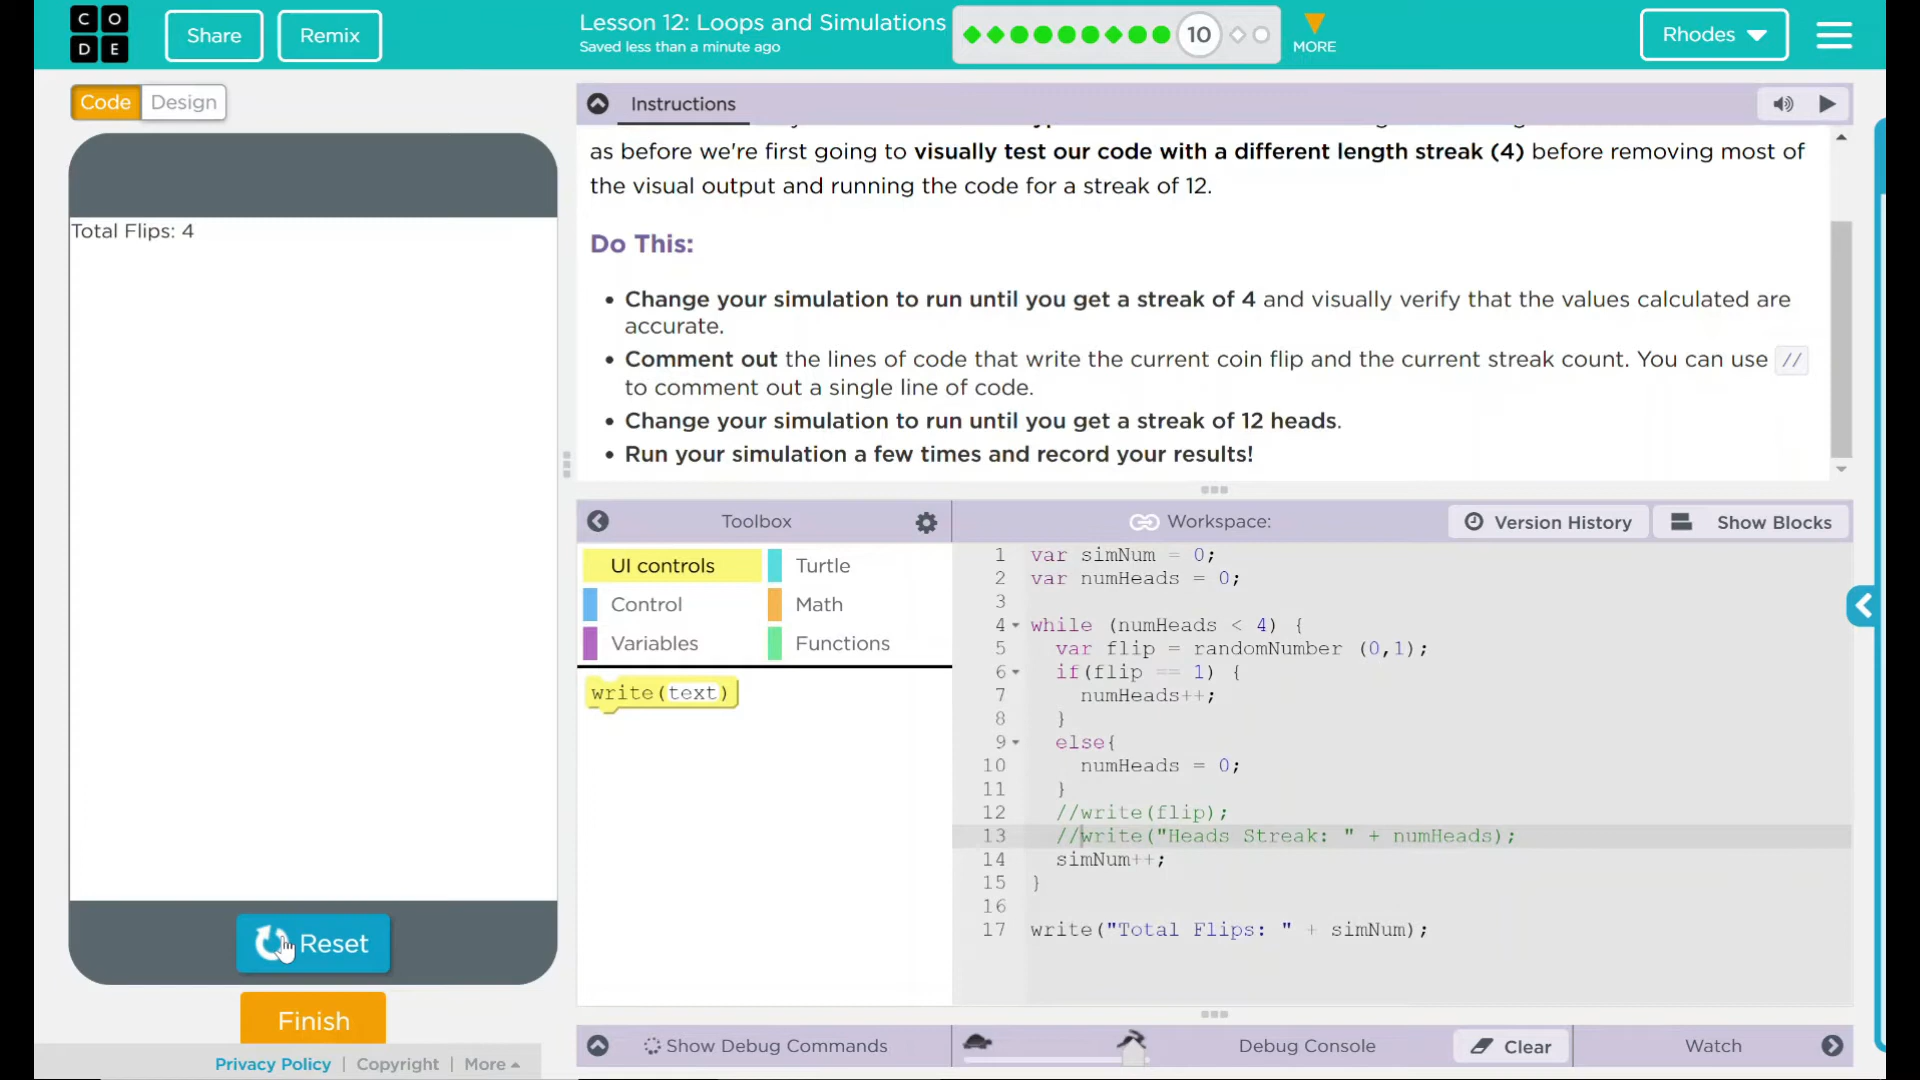 C O
D E
Share
Remix
Lesson 12: Loops and Simulations
Saved less than a minute ago
10
MORE
Rhodes
Code
Design
Total Flips: 4
Reset
Finish
Privacy Policy | Copyright | More
Instructions
as before we're first going to visually test our code with a different length streak (4) before removing most of
the visual output and running the code for a streak of 12.
Do This:
• Change your simulation to run until you get a streak of 4 and visually verify that the values calculated are
accurate.
• Comment out the lines of code that write the current coin flip and the current streak count. You can use //
to comment out a single line of code.
• Change your simulation to run until you get a streak of 12 heads.
• Run your simulation a few times and record your results!
Toolbox
UI controls
Turtle
Control
Math
Variables
Functions
write(text)
Workspace:
Version History
Show Blocks
1 var simNum = 0;
2 var numHeads = 0;
3
4 while (numHeads < 4) {
5 var flip = randomNumber (0,1);
6 if(flip == 1) {
7 numHeads++;
8 }
9 else{
10 numHeads = 0;
11 }
12 //write(flip);
13 //write("Heads Streak: " + numHeads);
14 simNum++;
15 }
16
17 write("Total Flips: " + simNum);
Show Debug Commands
Debug Console
Clear
Watch